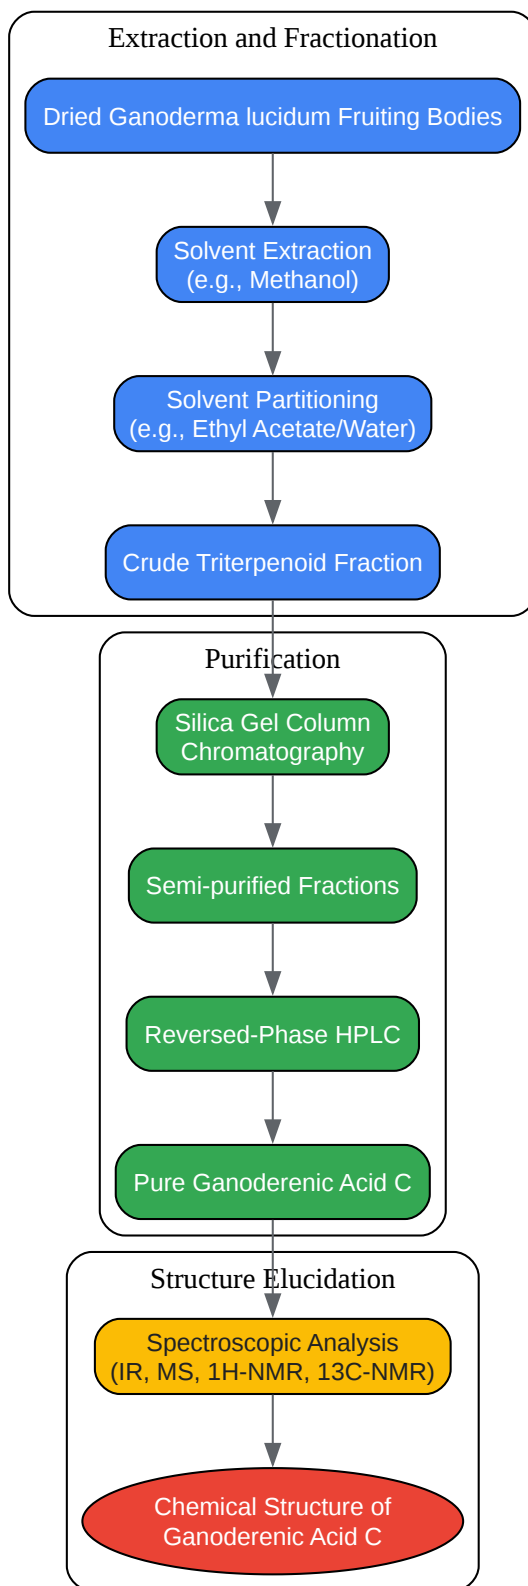 Extraction and Fractionation
Dried Ganoderma lucidum Fruiting Bodies
Solvent Extraction
(e.g., Methanol)
Solvent Partitioning
(e.g., Ethyl Acetate/Water)
Crude Triterpenoid Fraction
Purification
Silica Gel Column
Chromatography
Semi-purified Fractions
Reversed-Phase HPLC
Pure Ganoderenic Acid C
Structure Elucidation
Spectroscopic Analysis
(IR, MS, 1H-NMR, 13C-NMR)
Chemical Structure of
Ganoderenic Acid C